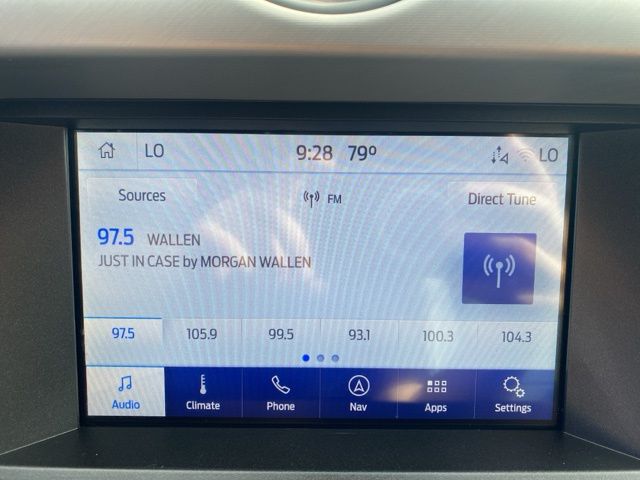 LO 9:28 79° LO
Sources FM Direct Tune
97.5 WALLEN
JUST IN CASE by MORGAN WALLEN
97.5 105.9 99.5 93.1 100.3 104.3
Audio Climate Phone Nav Apps Settings